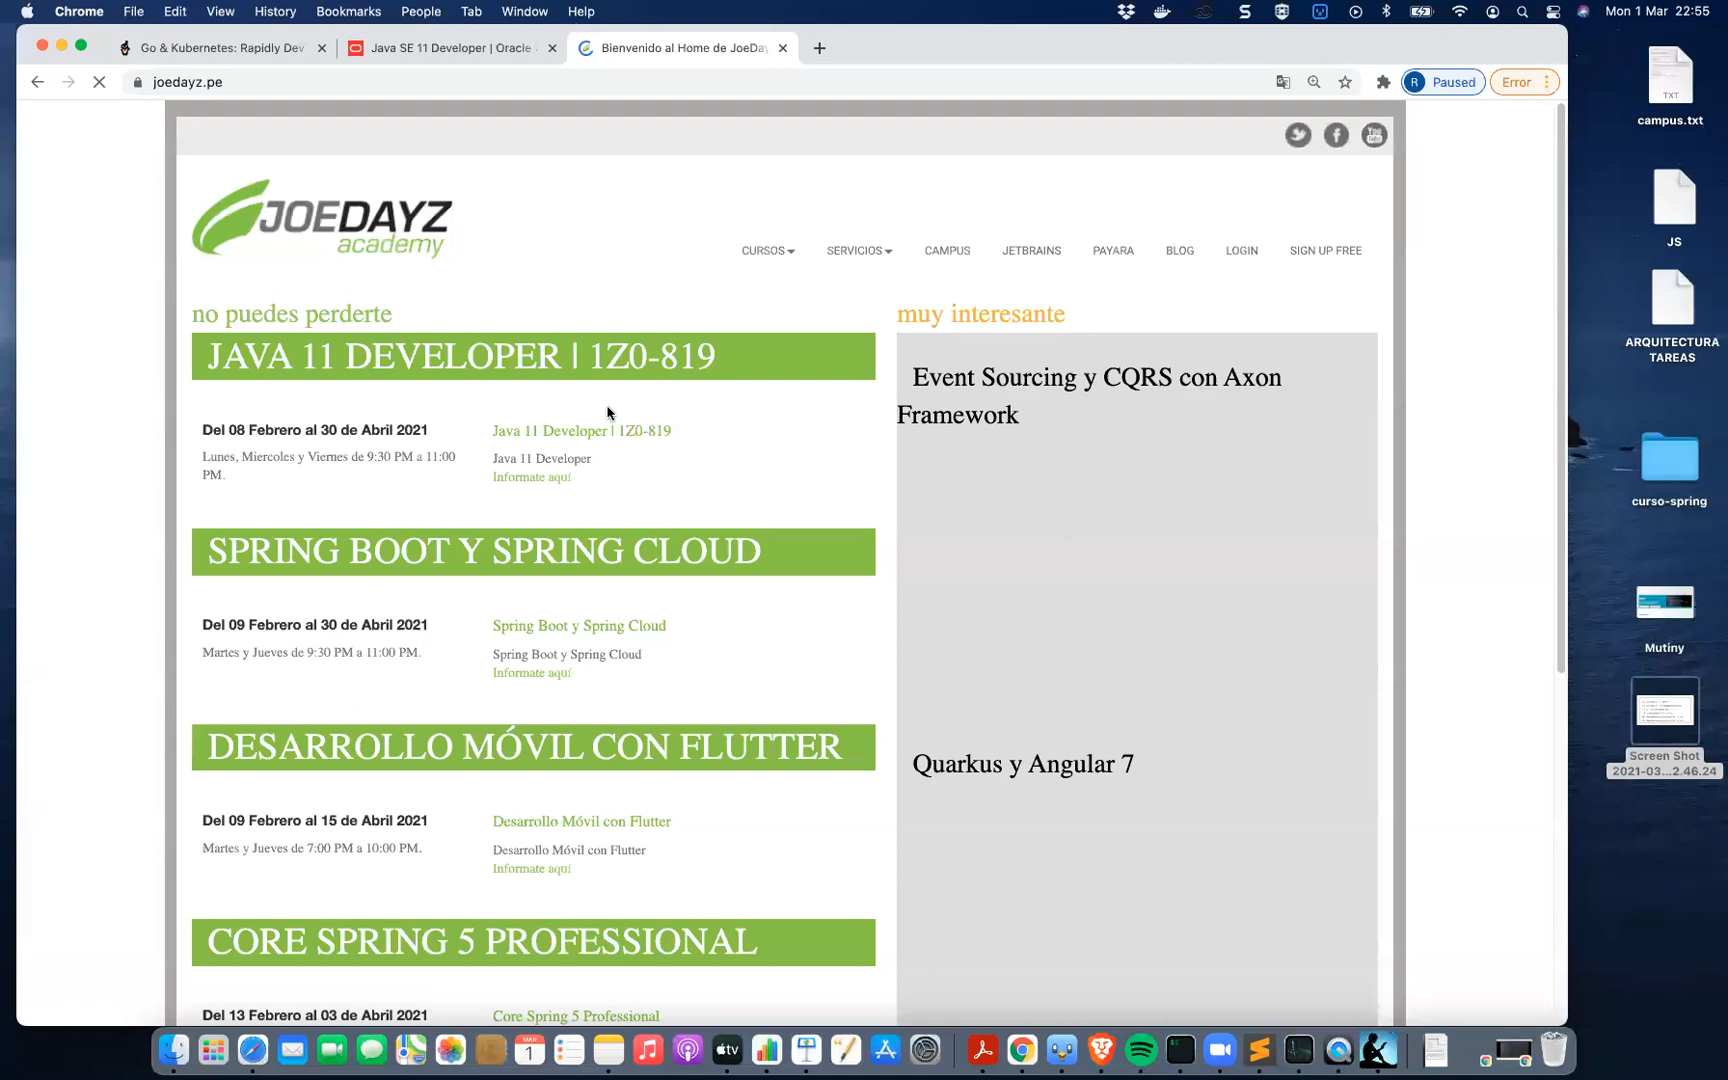 Chrome File Edit View History Bookmarks People Tab Window Help Mon 1 Mar 22:55
Go & Kubernetes: Rapidly Dev Java SE 11 Developer | Oracle Bienvenido al Home de JoeDay
joedayz.pe
R Paused Error
JOEDAYZ
academy
CURSOS SERVICIOS CAMPUS JETBRAINS PAYARA BLOG LOGIN SIGN UP FREE
no puedes perderte
JAVA 11 DEVELOPER | 1Z0-819
Del 08 Febrero al 30 de Abril 2021
Lunes, Miercoles y Viernes de 9:30 PM a 11:00
PM.
Java 11 Developer | 1Z0-819
Java 11 Developer
Informate aquí
SPRING BOOT Y SPRING CLOUD
Del 09 Febrero al 30 de Abril 2021
Martes y Jueves de 9:30 PM a 11:00 PM.
Spring Boot y Spring Cloud
Spring Boot y Spring Cloud
Informate aquí
DESARROLLO MÓVIL CON FLUTTER
Del 09 Febrero al 15 de Abril 2021
Martes y Jueves de 7:00 PM a 10:00 PM.
Desarrollo Móvil con Flutter
Desarrollo Móvil con Flutter
Informate aquí
CORE SPRING 5 PROFESSIONAL
Del 13 Febrero al 03 de Abril 2021
Core Spring 5 Professional
muy interesante
Event Sourcing y CQRS con Axon
Framework
Quarkus y Angular 7
TXT
campus.txt
JS
ARQUITECTURA
TAREAS
curso-spring
Mutiny
Screen Shot
2021-03...2.46.24
MAR
1
tv